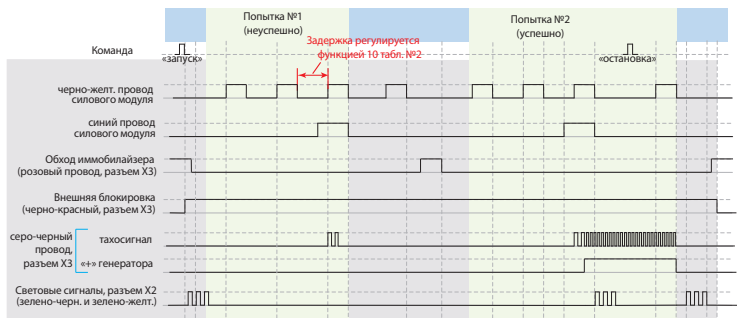 Попытка №1
(неуспешно)
Попытка №2
(успешно)
Команда
«запуск»
Задержка регулируется
функцией 10 табл. №2
«остановка»
черно-желт. провод
силового модуля
синий провод
силового модуля
Обход иммобилайзера
(розовый провод, разъем Х3)
Внешняя блокировка
(черно-красный, разъем Х3)
серо-черный
провод,
разъем Х3
тахосигнал
«+» генератора
Световые сигналы, разъем Х2
(зелено-черн. и зелено-желт.)